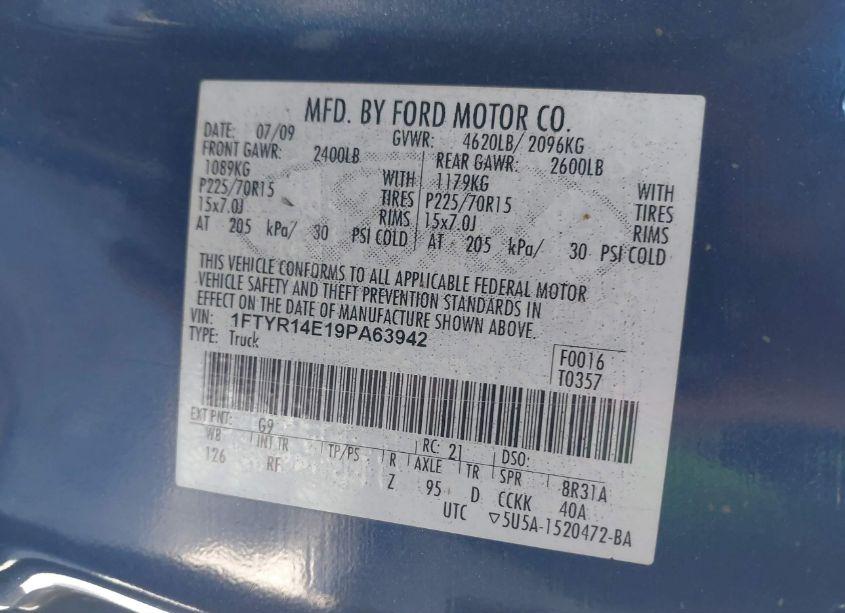 MFD. BY FORD MOTOR CO.
DATE: 07/09 GVWR: 4620LB/ 2096KG
FRONT GAWR: 2400LB REAR GAWR: 2600LB
1089KG WITH 1179KG WITH
P225/70R15 TIRES P225/70R15 TIRES
15x7.0J RIMS 15x7.0J RIMS
AT 205 kPa/ 30 PSI COLD AT 205 kPa/ 30 PSI COLD
THIS VEHICLE CONFORMS TO ALL APPLICABLE FEDERAL MOTOR
VEHICLE SAFETY AND THEFT PREVENTION STANDARDS IN
EFFECT ON THE DATE OF MANUFACTURE SHOWN ABOVE.
VIN: 1FTYR14E19PA63942
TYPE: Truck F0016
T0357
EXT PNT: G9 RC: 21 DSO:
WB INT TR TP/PS R AXLE TR SPR 8R31A
126 RF Z 95 D CCKK 40A
UTC ▽5U5A-1520472-BA